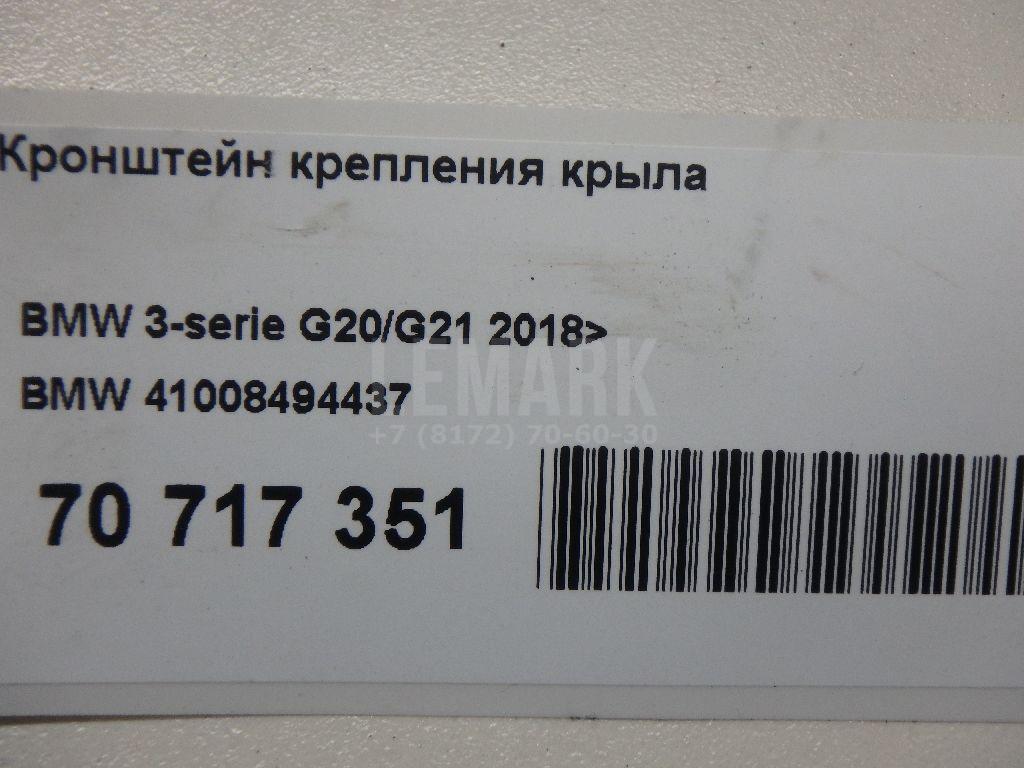 Кронштейн крепления крыла
BMW 3-serie G20/G21 2018>
LEMARK
BMW 41008494437
+7 (8172) 70-60-30
70 717 351